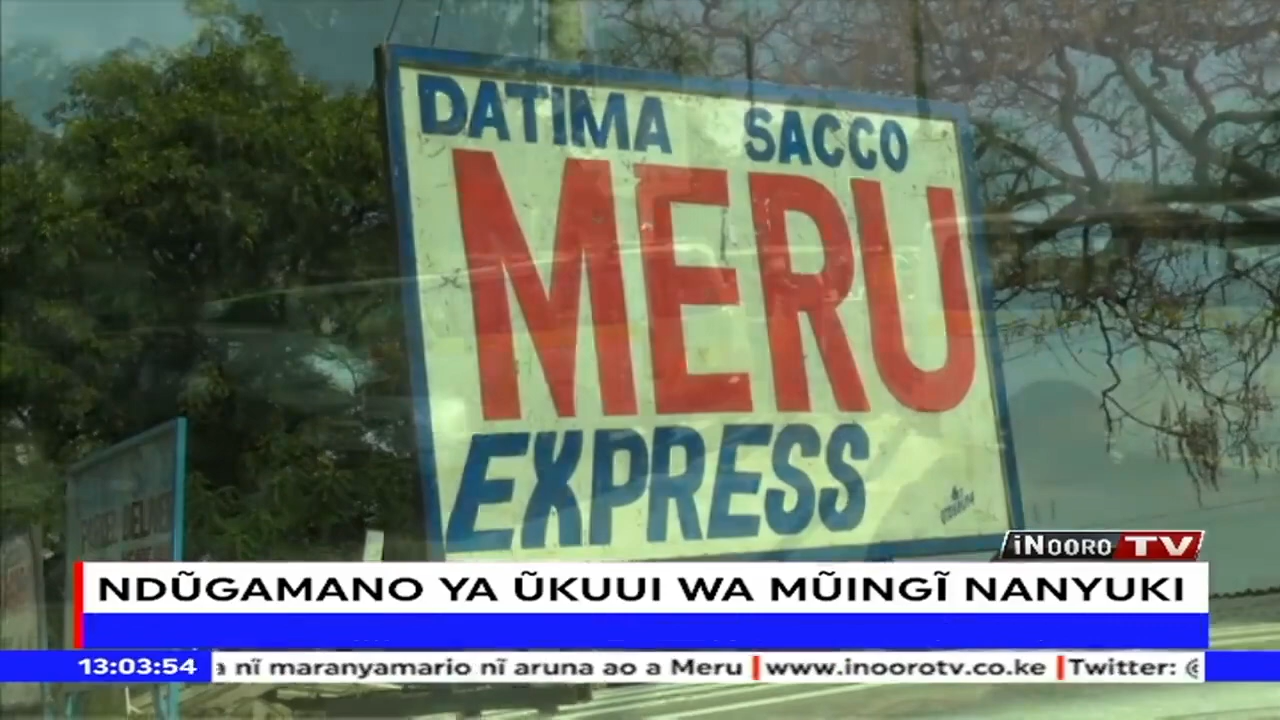 DATIMA SACCO
MERU
EXPRESS
iNOORO TV
NDŨGAMANO YA ŨKUUI WA MŨINGĨ NANYUKI
13:03:54 a nĩ maranyamario nĩ aruna ao a Meru | www.inoorotv.co.ke | Twitter: @